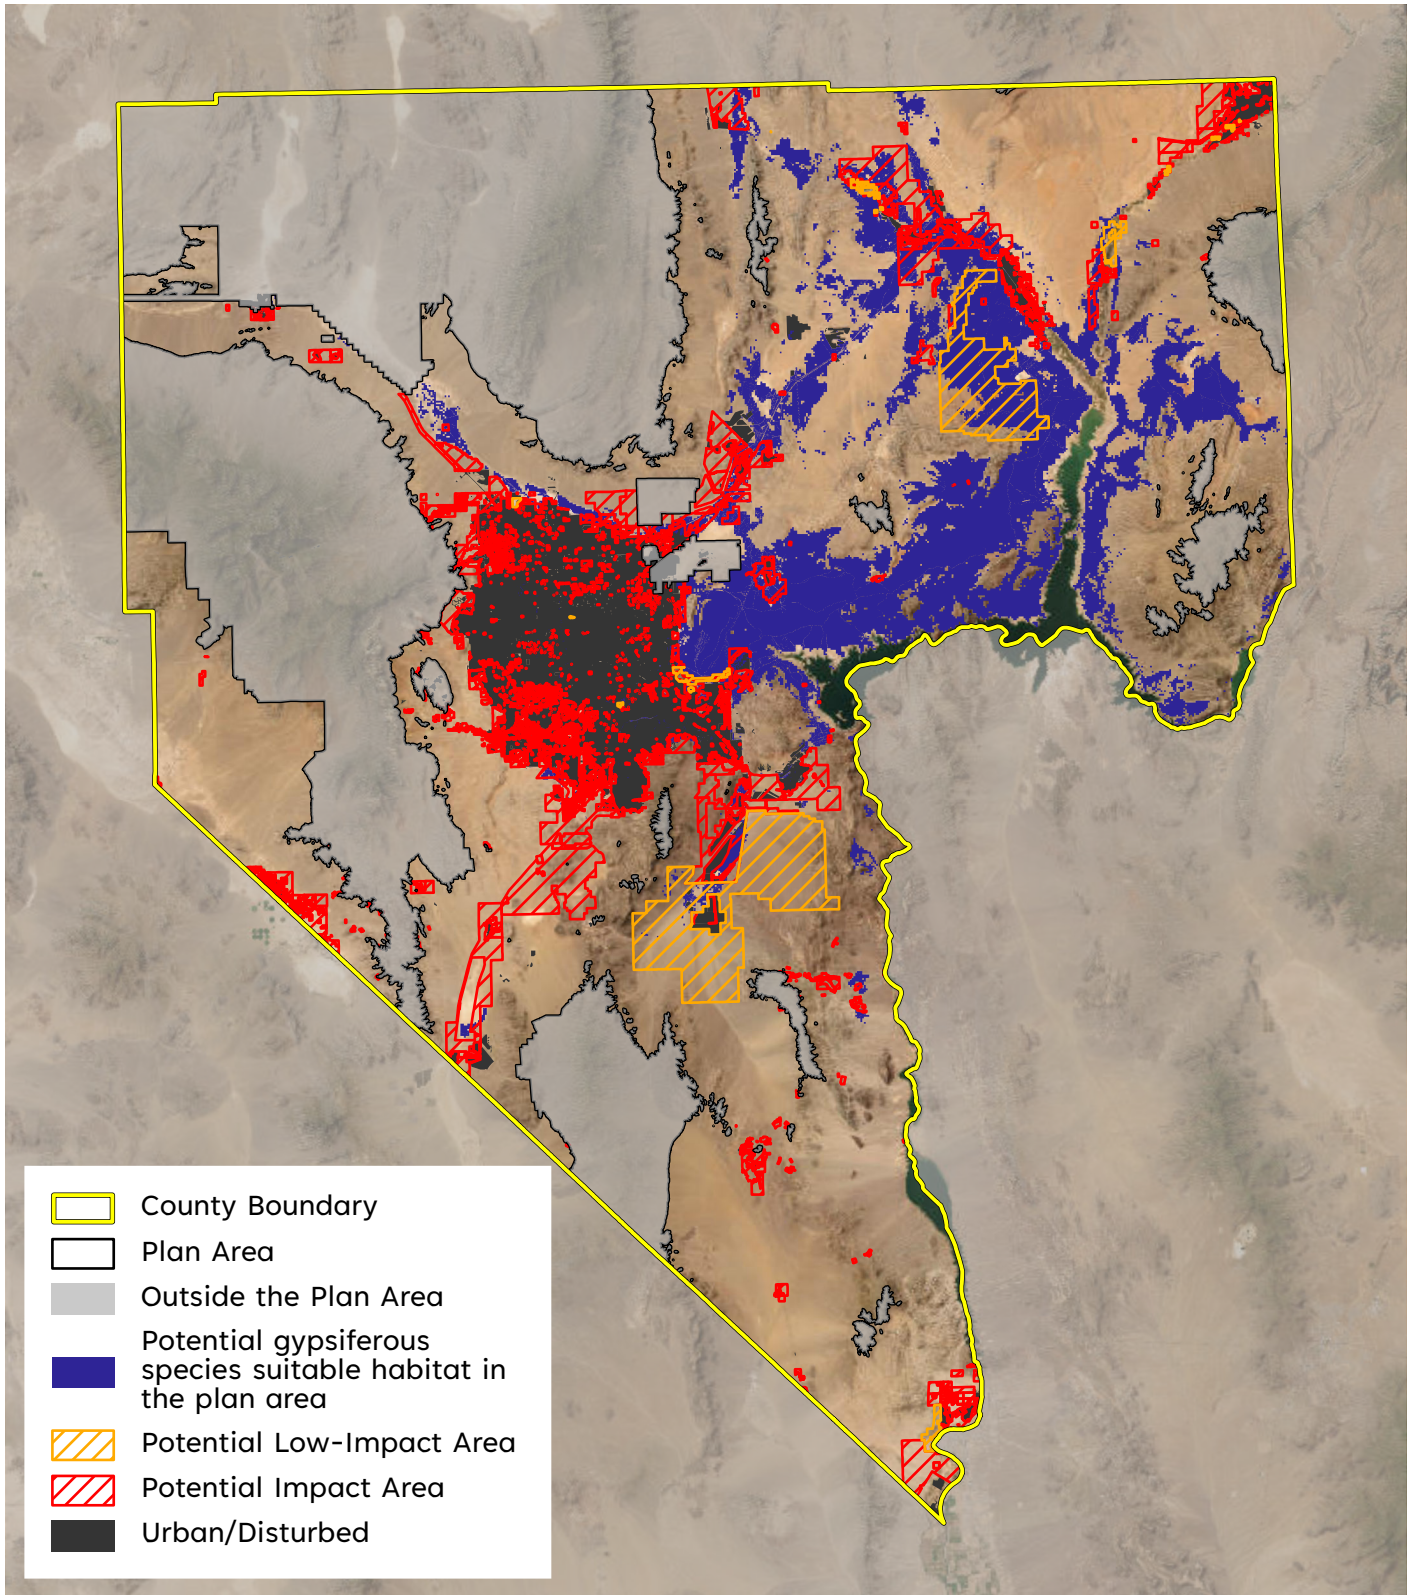 County Boundary
Plan Area
Outside the Plan Area
Potential gypsiferous
species suitable habitat in
the plan area
Potential Low-Impact Area
Potential Impact Area
Urban/Disturbed